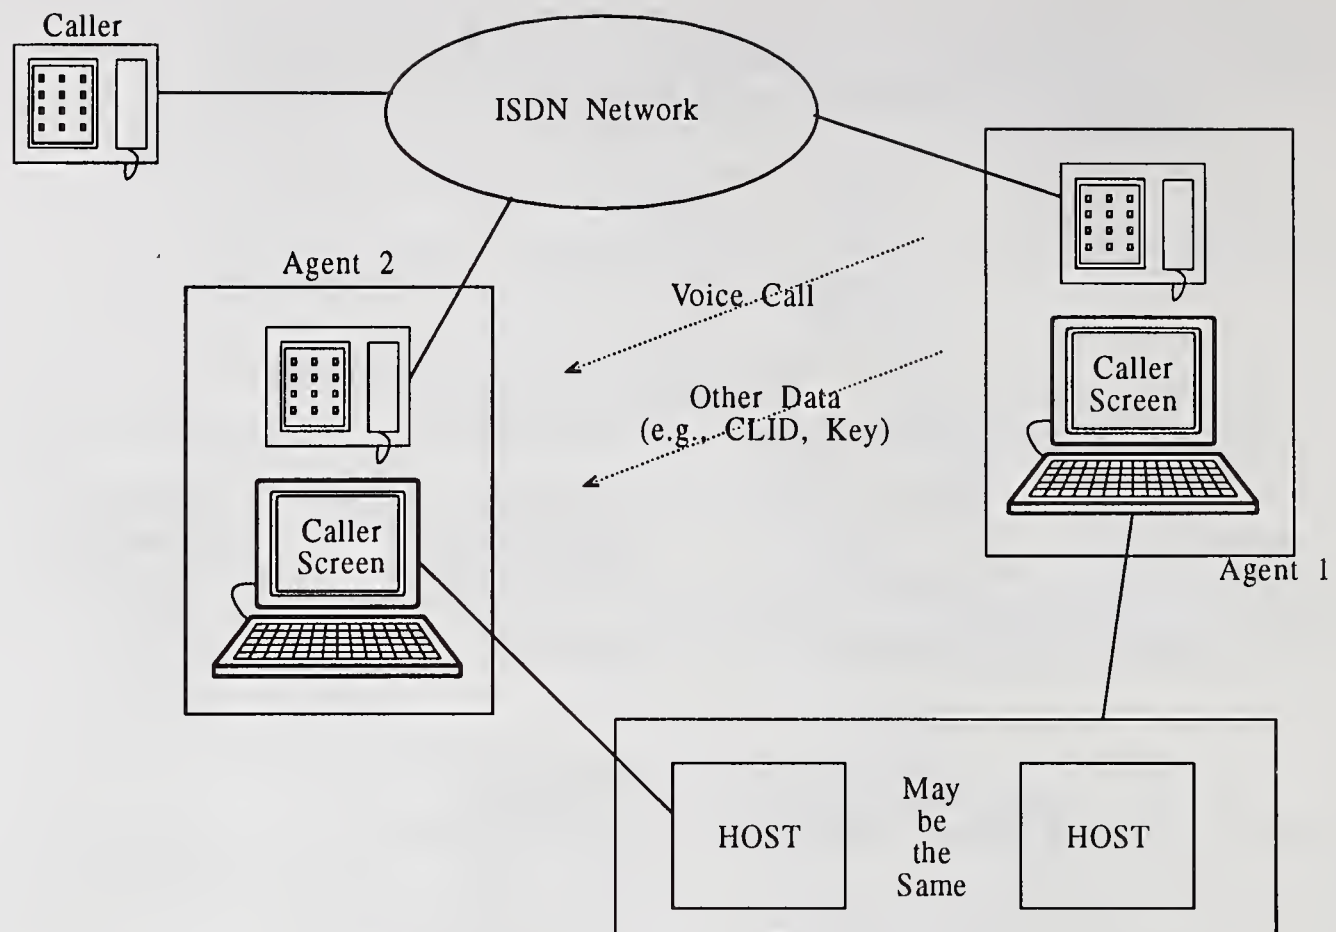 Caller
ISDN Network
Agent 2
Voice Call
Other Data
(e.g., CLID, Key)
Caller
Screen
Caller
Screen
Agent 1
HOST
May
be
the
Same
HOST